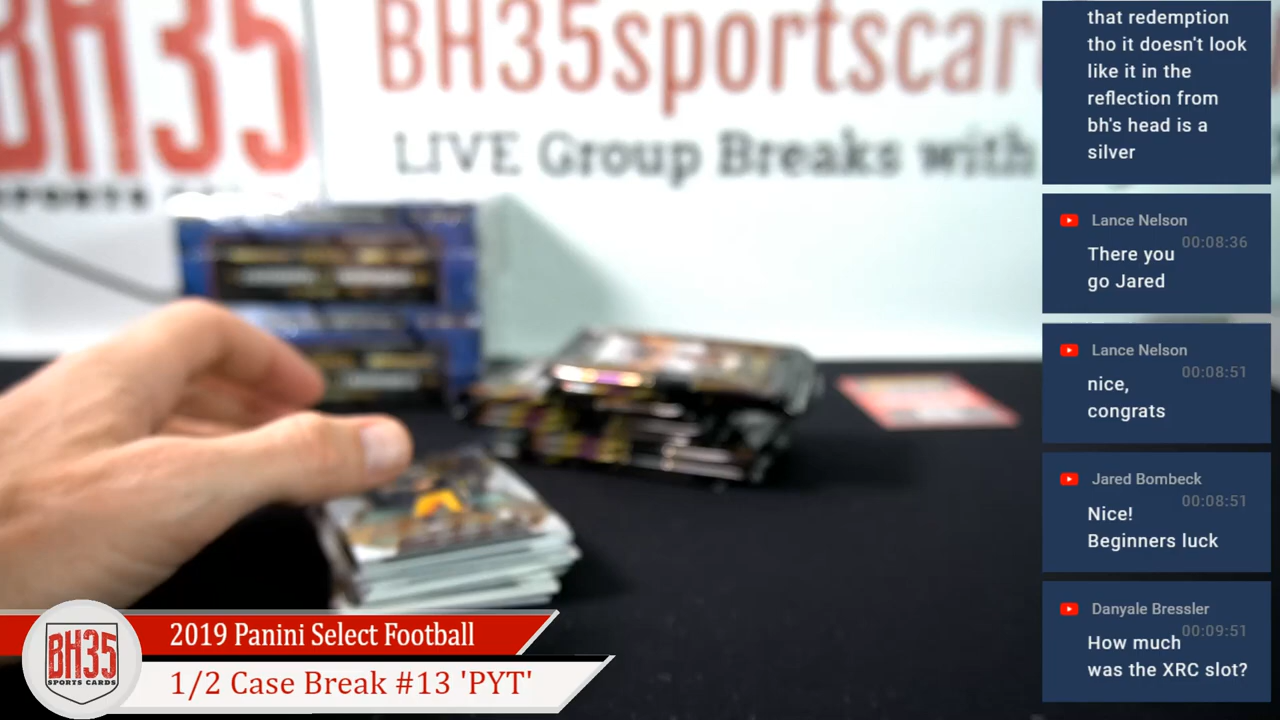 BH35
SPORTS CARDS
BH35sportscar
LIVE Group Breaks with
that redemption
tho it doesn't look
like it in the
reflection from
bh's head is a
silver
Lance Nelson
00:08:36
There you
go Jared
Lance Nelson
00:08:51
nice,
congrats
Jared Bombeck
00:08:51
Nice!
Beginners luck
Danyale Bressler
00:09:51
How much
was the XRC slot?
BH35
SPORTS CARDS
2019 Panini Select Football
1/2 Case Break #13 'PYT'